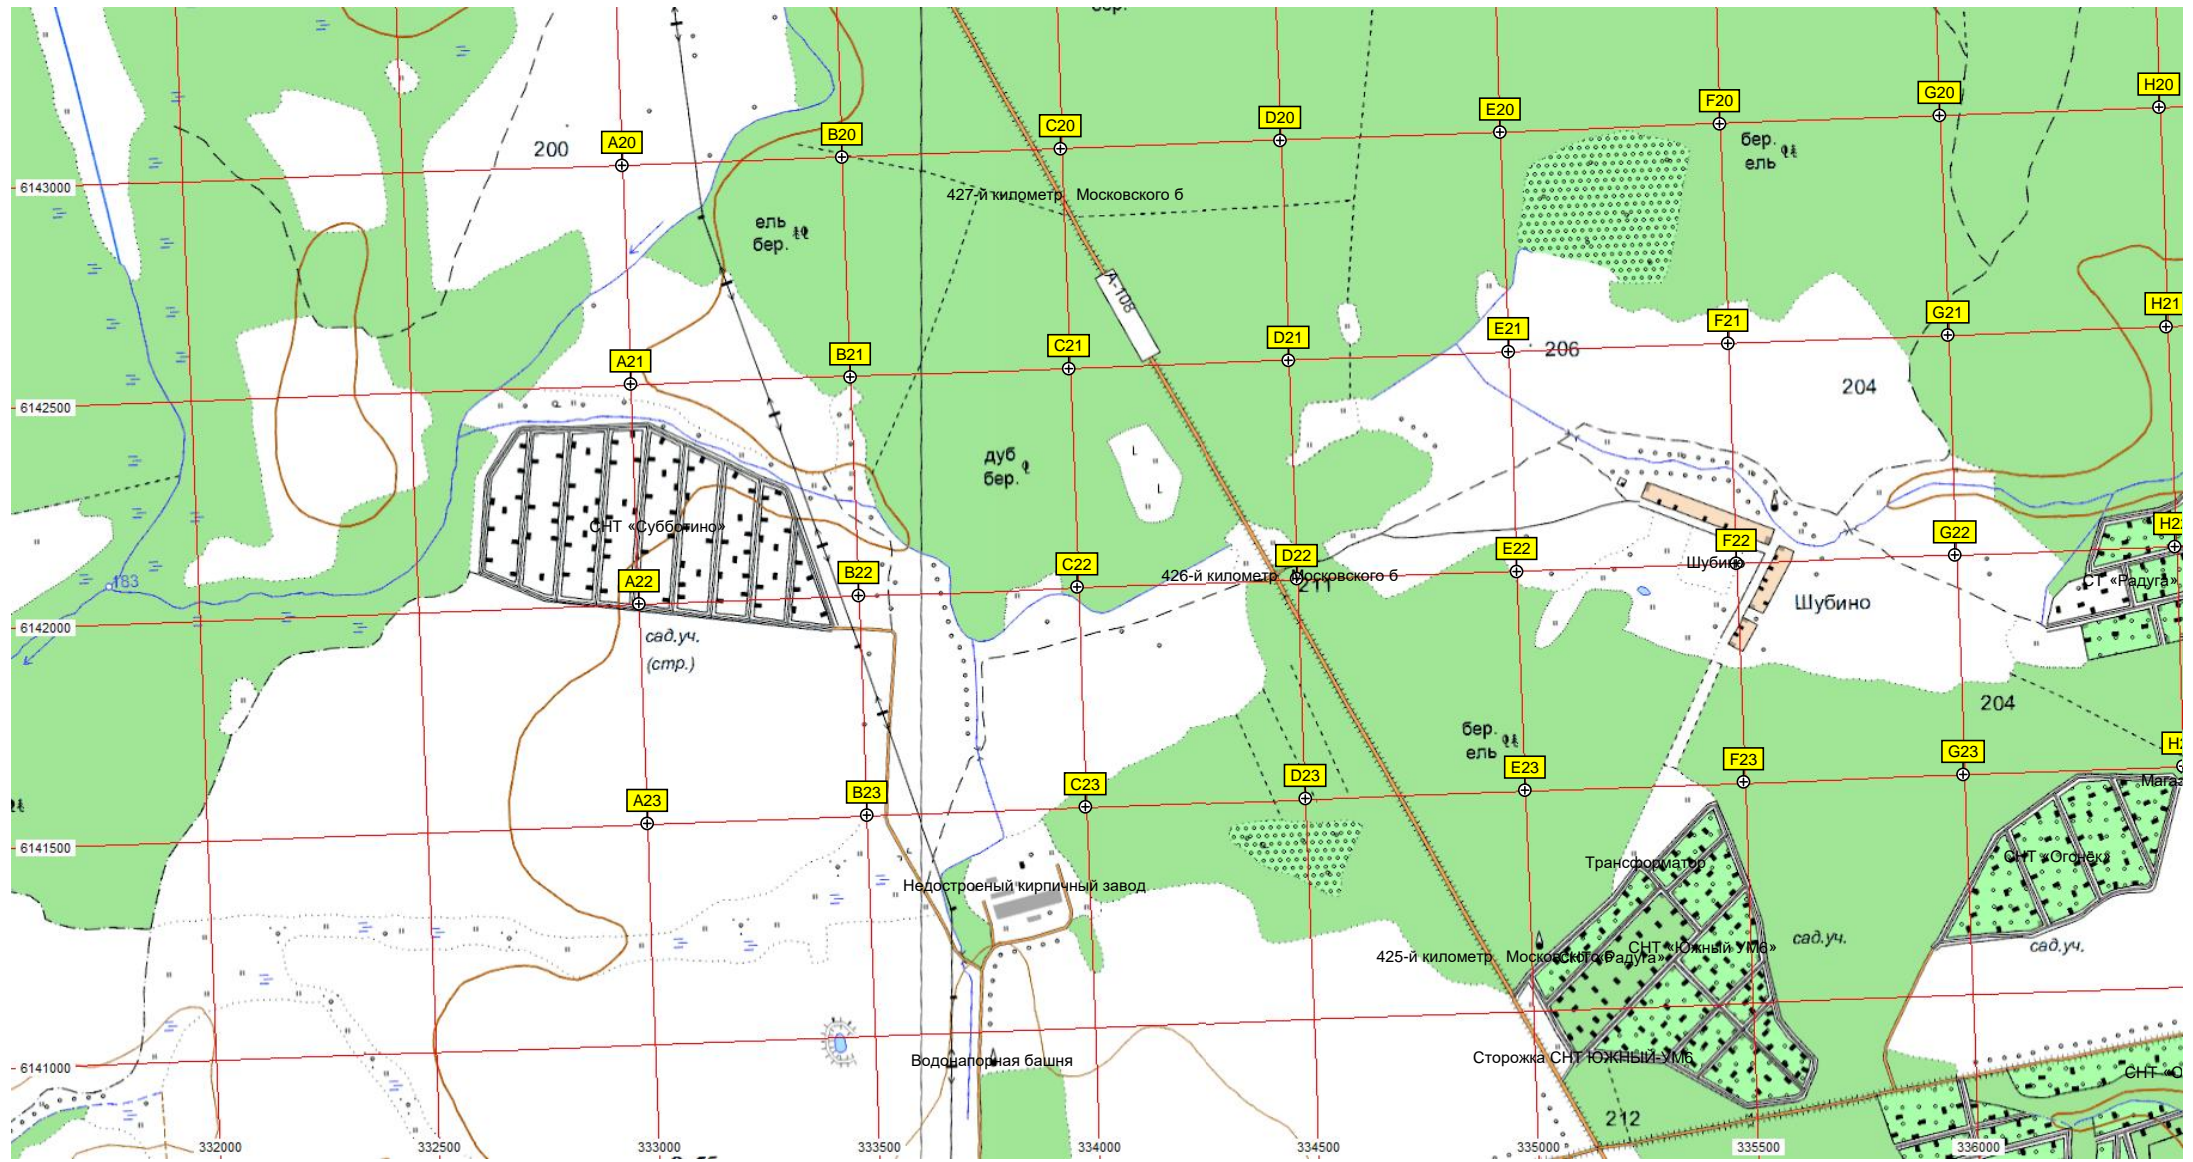 H20
G20
F20
E20
D20
C20
B20
A20
200
бер.
ель
6143000
427-й километр Московского б
ель
бер.
А-108
H21
G21
F21
E21
D21
C21
B21
A21
206
204
6142500
дуб
бер.
СНТ «Субботино»
G22
F22
E22
D22
C22
B22
A22
Шубино
426-й километр Московского б
211
СТ «Радуга»
183
Шубино
6142000
сад.уч.
(стр.)
204
бер.
ель
G23
F23
E23
D23
C23
B23
A23
6141500
Трансформатор
СНТ «Огонёк»
Недостроеный кирпичный завод
сад.уч.
сад.уч.
СНТ «Южный УМ6»
425-й километр Московского б
СНТ «Радуга»
Водонапорная башня
Сторожка СНТ ЮЖНЫЙ-УМ6
6141000
212
332000
332500
333000
333500
334000
334500
335000
335500
336000